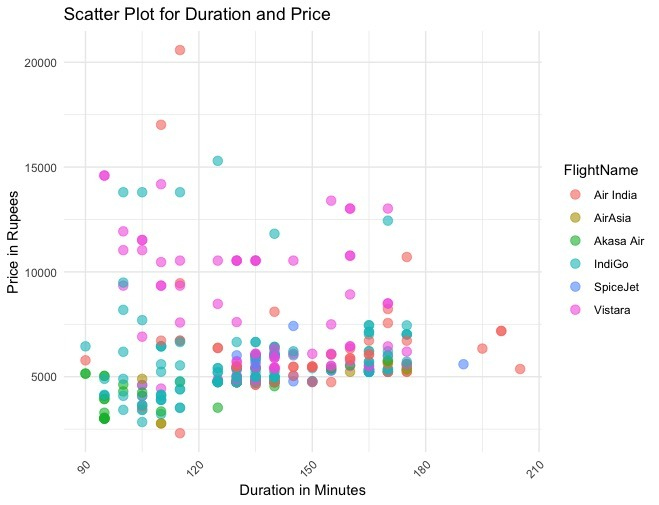 Scatter Plot for Duration and Price
Price in Rupees
20000
15000
10000
5000
90
120
150
180
210
Duration in Minutes
FlightName
Air India
AirAsia
Akasa Air
IndiGo
SpiceJet
Vistara